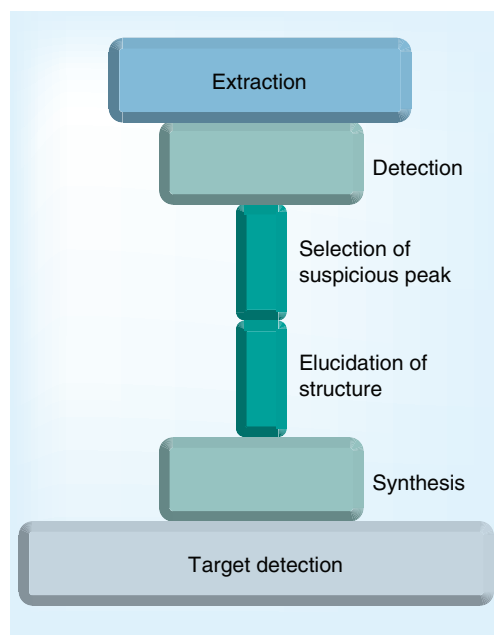 Extraction
Detection
Selection of
suspicious peak
Elucidation of
structure
Synthesis
Target detection